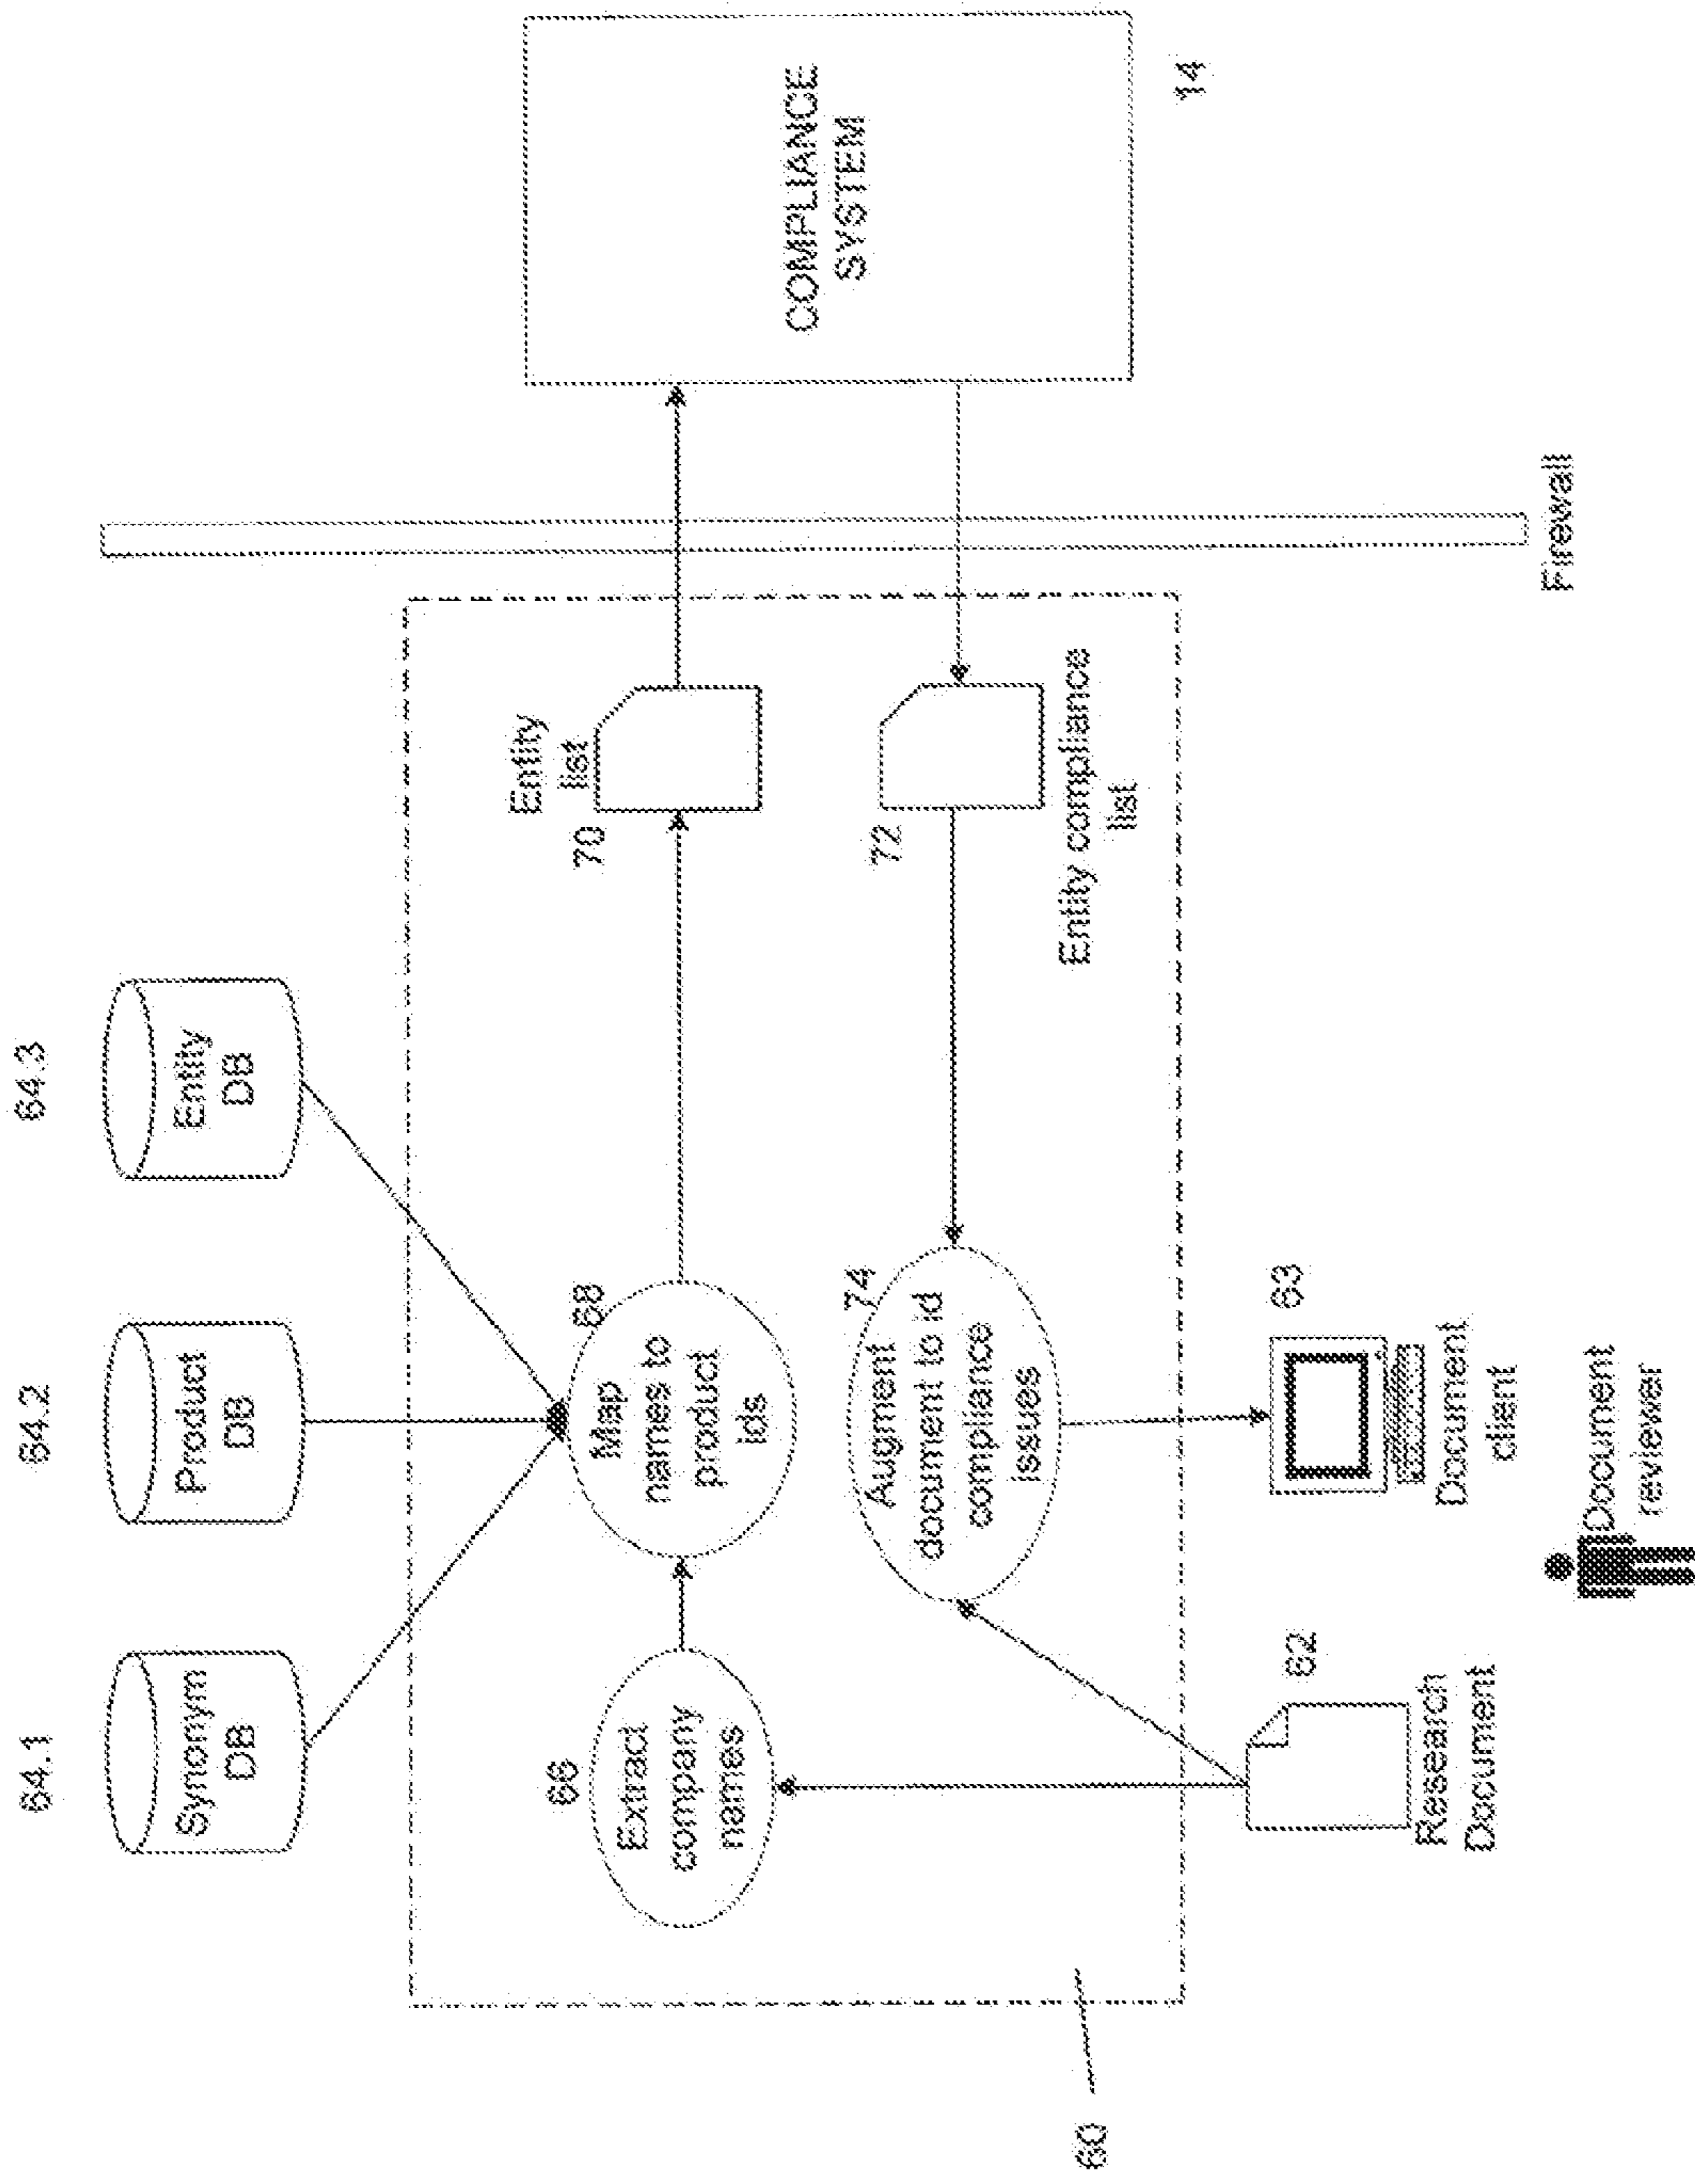 64.1
64.2
64.3
Synonym
DB
Product
DB
Entity
DB
66
Extract
company
names
68
Map
names to
product
ids
Entity
list
70
COMPLIANCE
SYSTEM
14
74
Augment
document to id
compliance
issues
72
Entity compliance
list
Firewall
60
62
Research
Document
63
Document
client
Document
reviewer